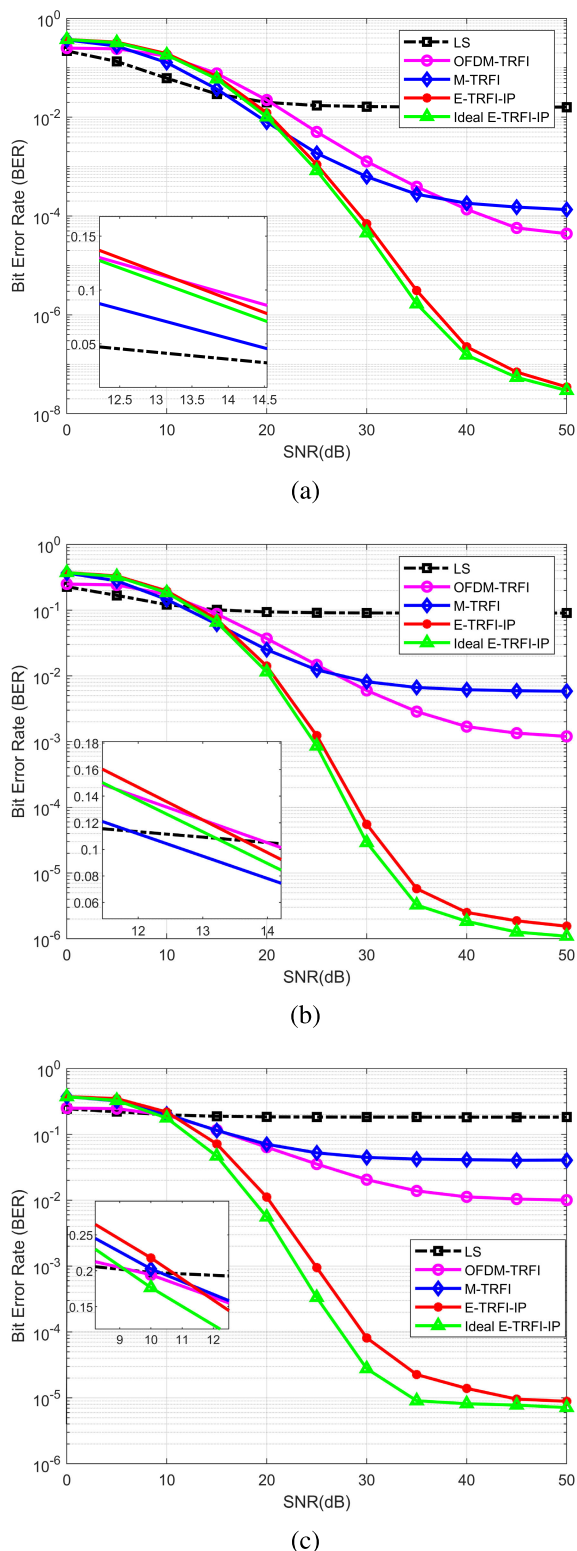 10^0
10^-2
10^-4
10^-6
10^-8
Bit Error Rate (BER)
LS
OFDM-TRFI
M-TRFI
E-TRFI-IP
Ideal E-TRFI-IP
0.15
0.1
0.05
12.5 13 13.5 14 14.5
0 10 20 30 40 50
SNR(dB)
(a)
10^0
10^-1
10^-2
10^-3
10^-4
10^-5
10^-6
Bit Error Rate (BER)
LS
OFDM-TRFI
M-TRFI
E-TRFI-IP
Ideal E-TRFI-IP
0.18
0.16
0.14
0.12
0.1
0.08
0.06
12 13 14
0 10 20 30 40 50
SNR(dB)
(b)
10^0
10^-1
10^-2
10^-3
10^-4
10^-5
10^-6
Bit Error Rate (BER)
0.25
0.2
0.15
9 10 11 12
LS
OFDM-TRFI
M-TRFI
E-TRFI-IP
Ideal E-TRFI-IP
0 10 20 30 40 50
SNR(dB)
(c)